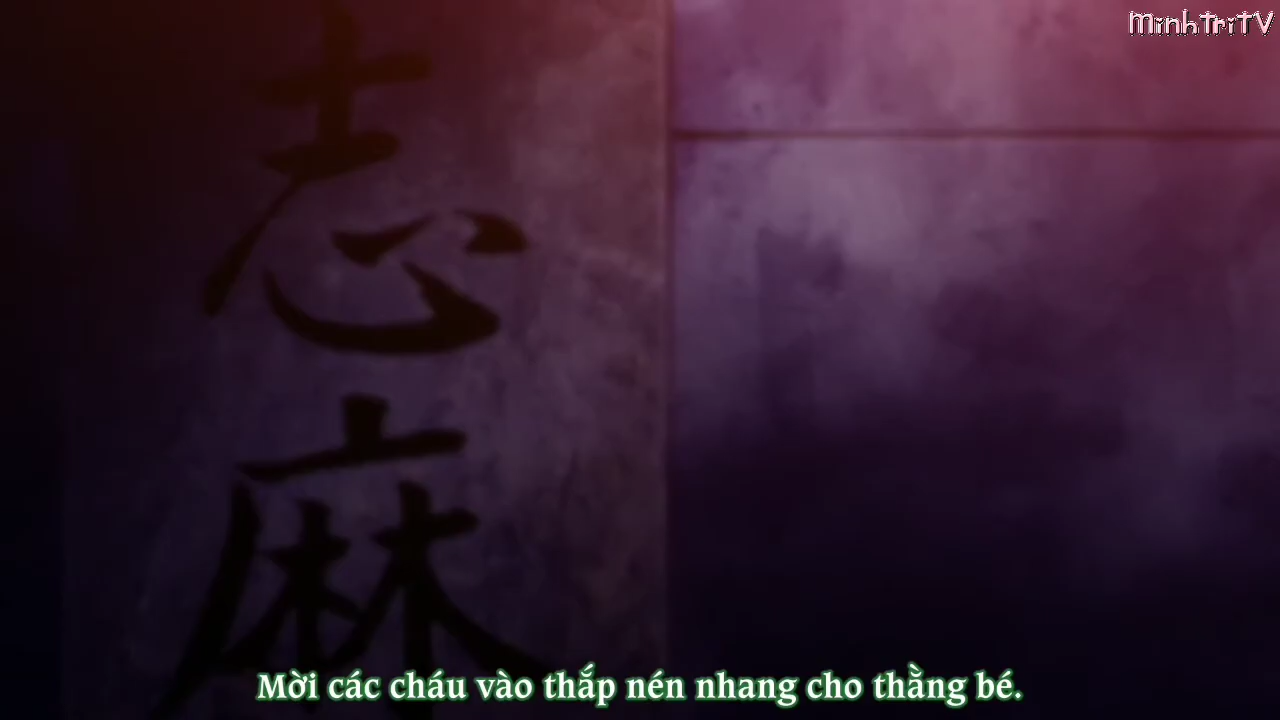 MinhTriTV
志麻
Mời các cháu vào thắp nén nhang cho thằng bé.